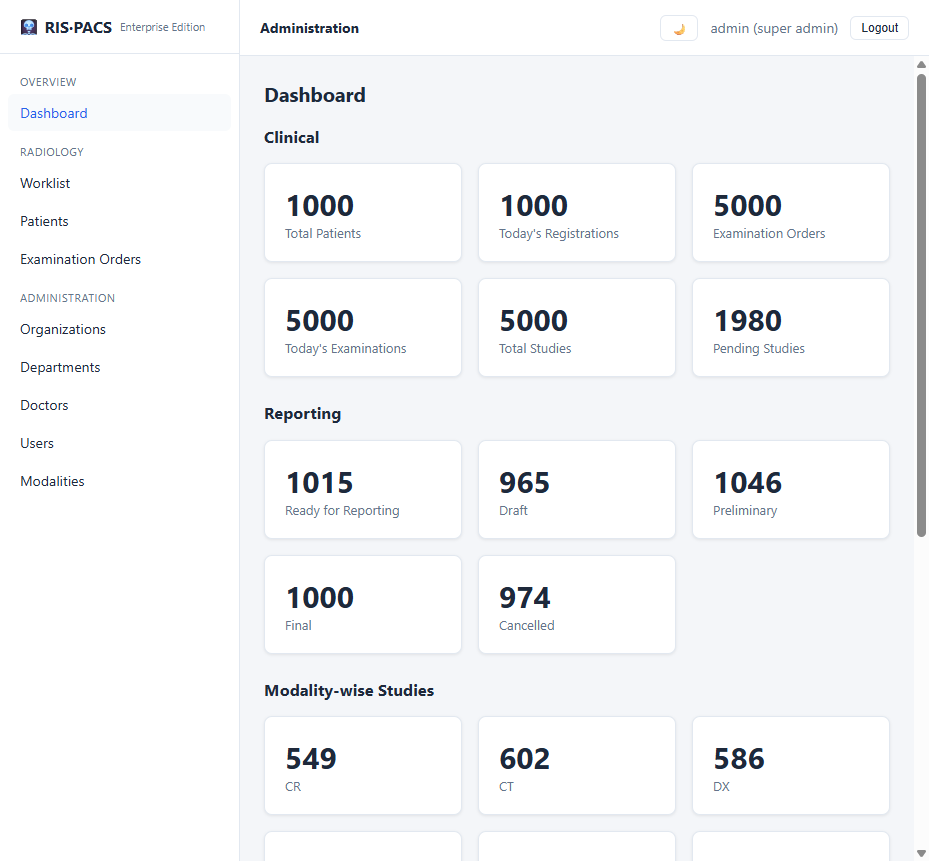 RIS·PACS Enterprise Edition
Administration
admin (super admin)
Logout
OVERVIEW
Dashboard
RADIOLOGY
Worklist
Patients
Examination Orders
ADMINISTRATION
Organizations
Departments
Doctors
Users
Modalities
Dashboard
Clinical
1000
Total Patients
1000
Today's Registrations
5000
Examination Orders
5000
Today's Examinations
5000
Total Studies
1980
Pending Studies
Reporting
1015
Ready for Reporting
965
Draft
1046
Preliminary
1000
Final
974
Cancelled
Modality-wise Studies
549
CR
602
CT
586
DX